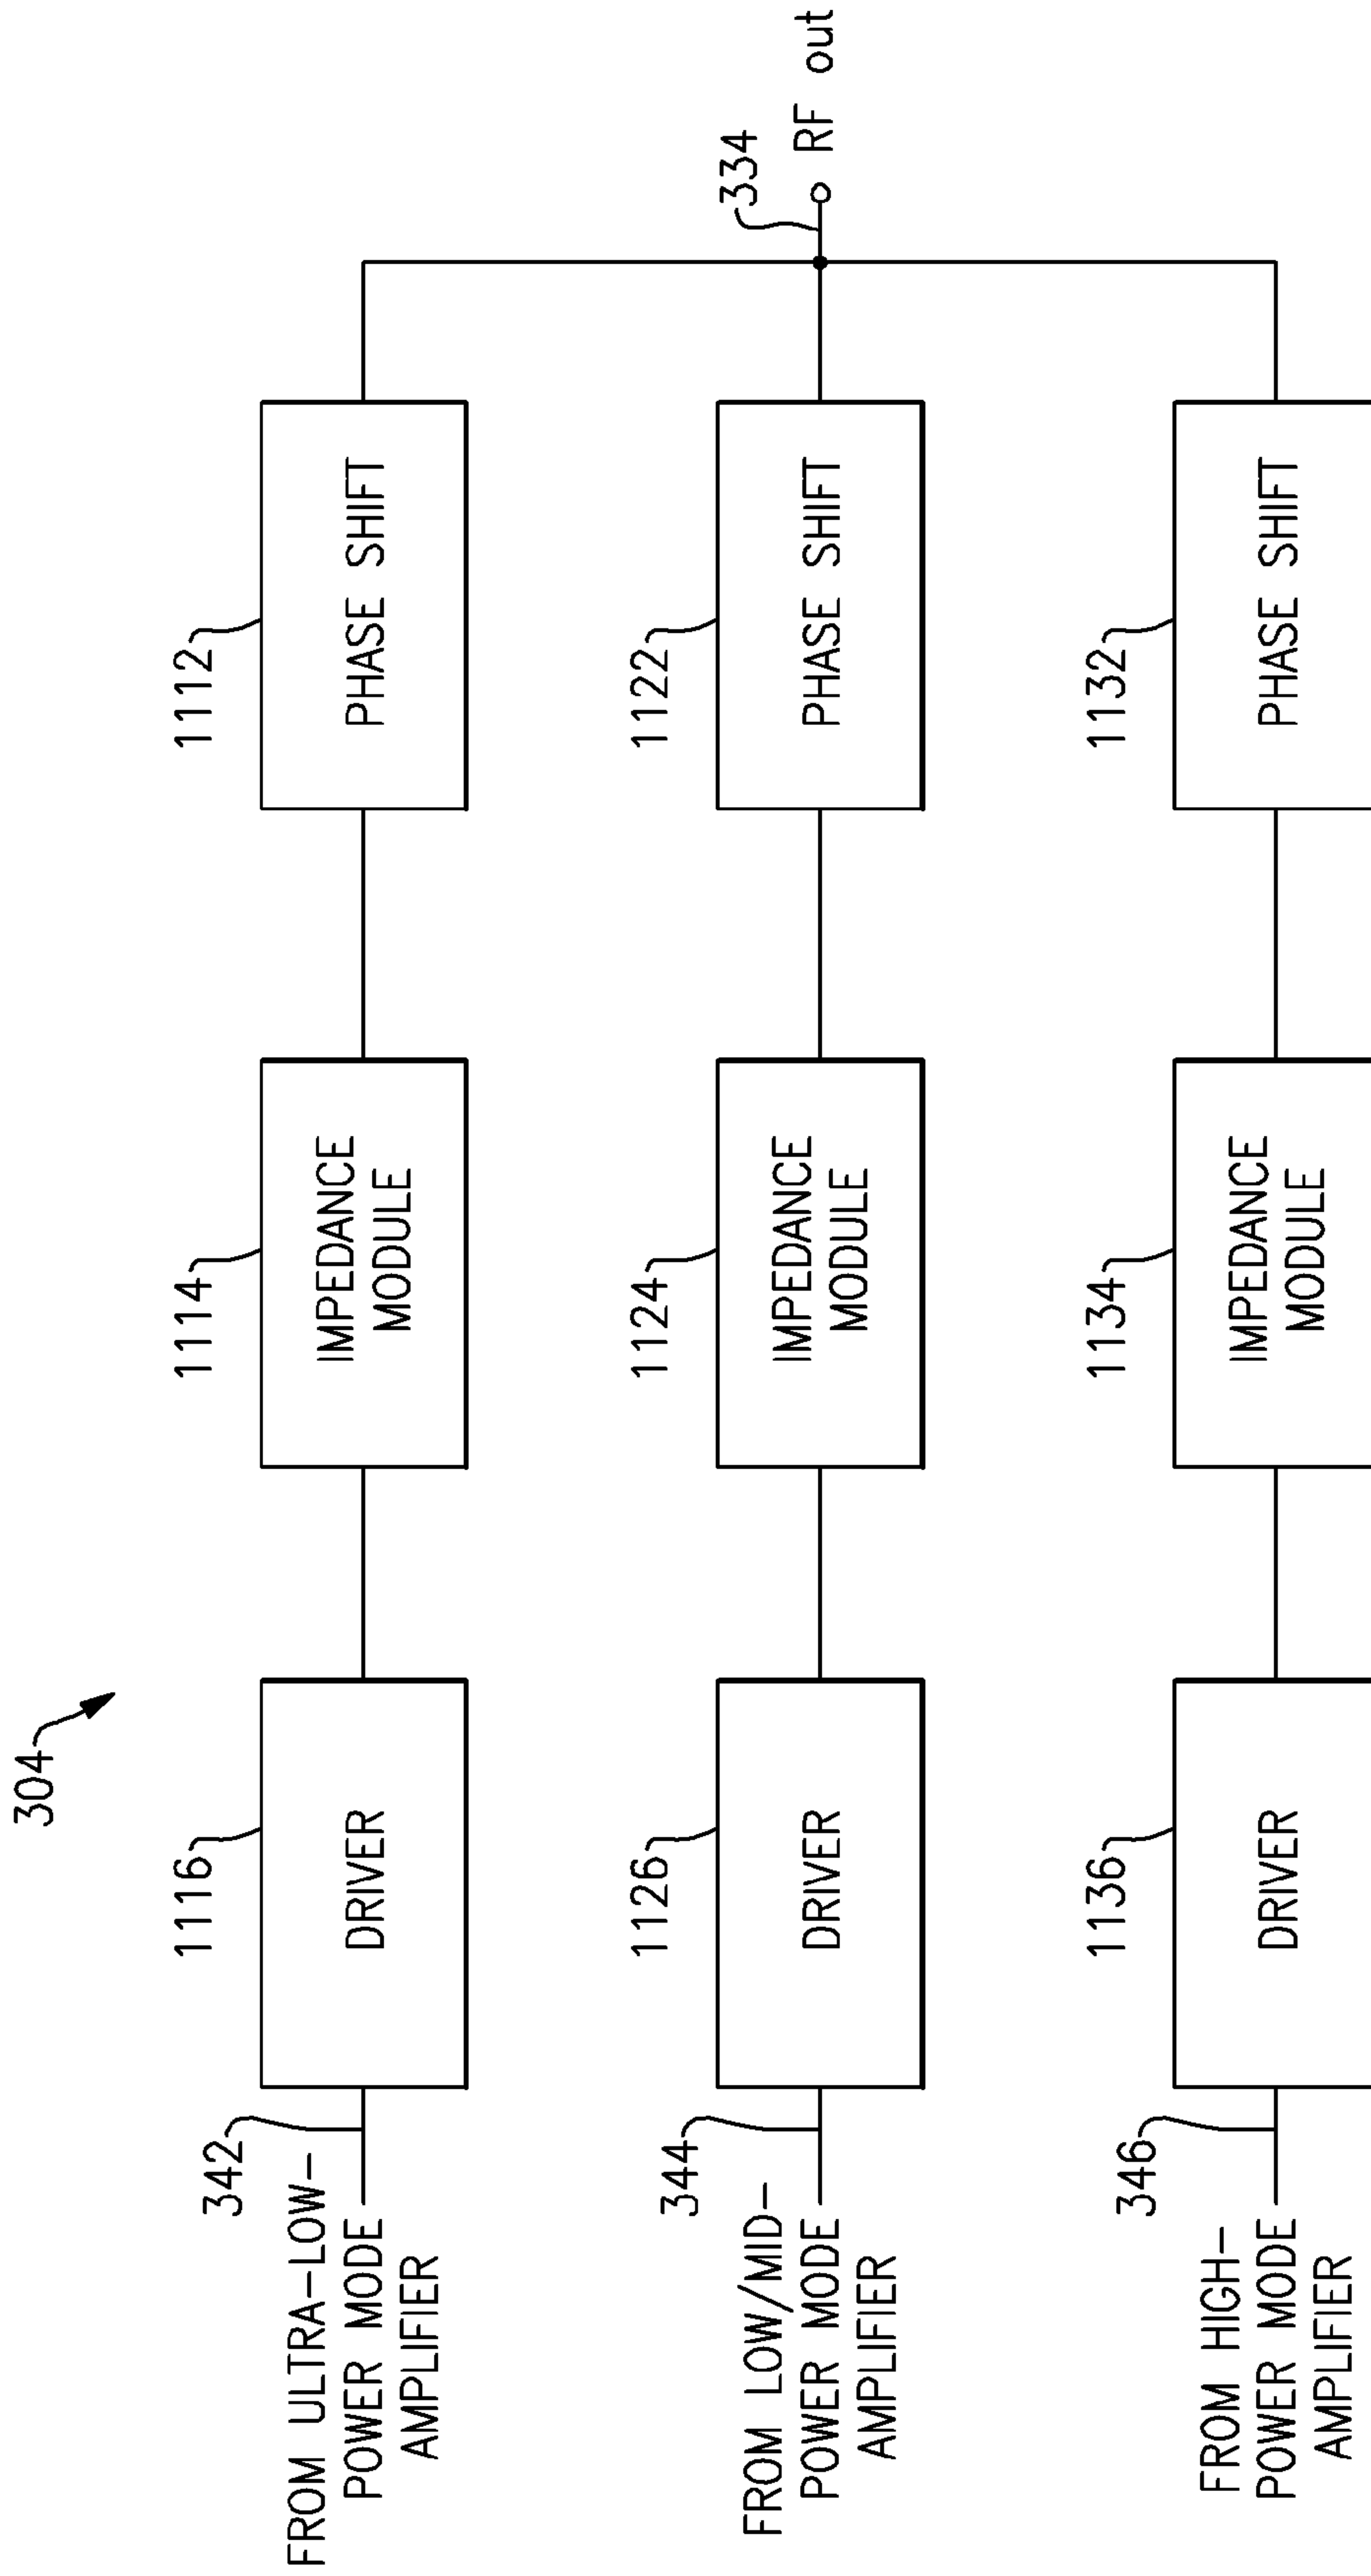 304
1116
1114
1112
342
FROM ULTRA-LOW-
POWER MODE
AMPLIFIER
DRIVER
IMPEDANCE
MODULE
PHASE SHIFT
334
RF out
1126
1124
1122
344
FROM LOW/MID-
POWER MODE
AMPLIFIER
DRIVER
IMPEDANCE
MODULE
PHASE SHIFT
1136
1134
1132
346
FROM HIGH-
POWER MODE
AMPLIFIER
DRIVER
IMPEDANCE
MODULE
PHASE SHIFT